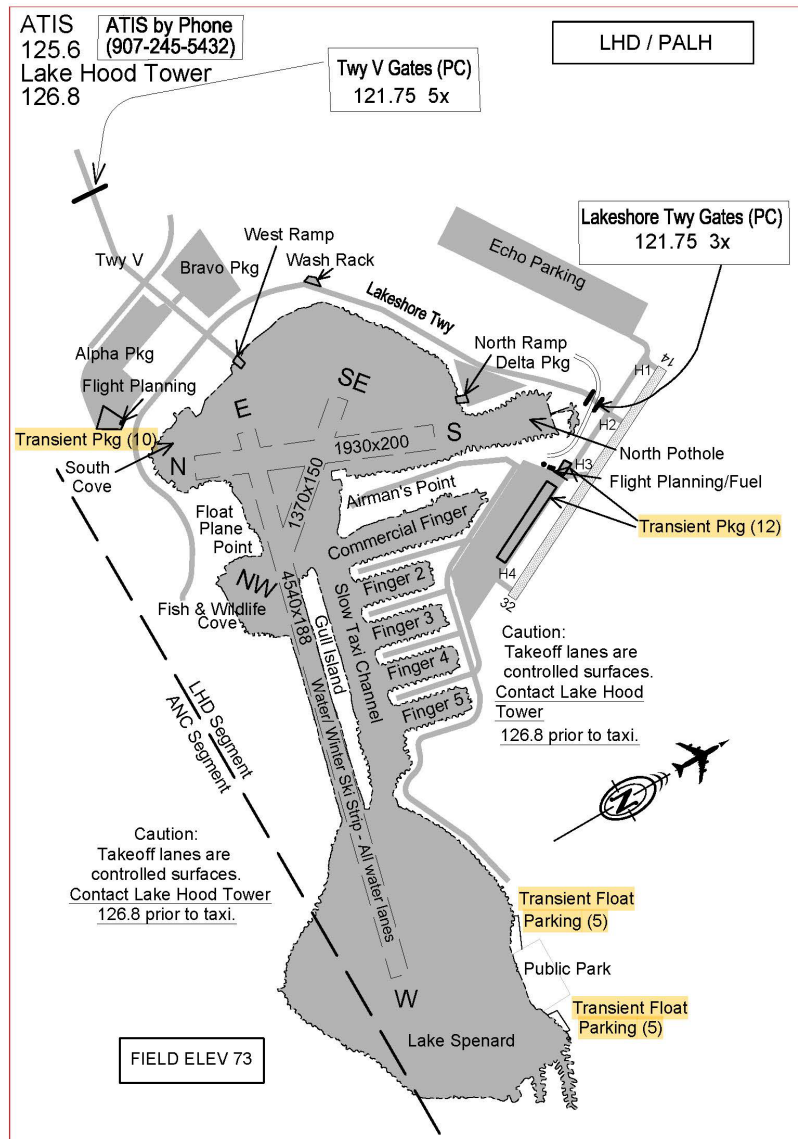 ATIS
125.6
ATIS by Phone
(907-245-5432)
Lake Hood Tower
126.8
LHD / PALH
Twy V Gates (PC)
121.75 5x
Lakeshore Twy Gates (PC)
121.75 3x
Echo Parking
West Ramp
Wash Rack
Twy V
Bravo Pkg
Lakeshore Twy
North Ramp
Delta Pkg
H1
14
Alpha Pkg
Flight Planning
SE
E
S
H2
Transient Pkg (10)
1930x200
North Pothole
South
Cove
N
1370x150
H3
Flight Planning/Fuel
Airman's Point
Float
Plane
Point
Commercial Finger
Transient Pkg (12)
NW
4540x188
H4
32
Finger 2
Fish & Wildlife
Cove
Gull Island
Slow Taxi Channel
Finger 3
Finger 4
Finger 5
Caution:
Takeoff lanes are
controlled surfaces.
Contact Lake Hood
Tower
126.8 prior to taxi.
LHD Segment
ANC Segment
Water/ Winter Ski Strip - All water lanes
N
Caution:
Takeoff lanes are
controlled surfaces.
Contact Lake Hood Tower
126.8 prior to taxi.
Transient Float
Parking (5)
Public Park
W
Transient Float
Parking (5)
Lake Spenard
FIELD ELEV 73